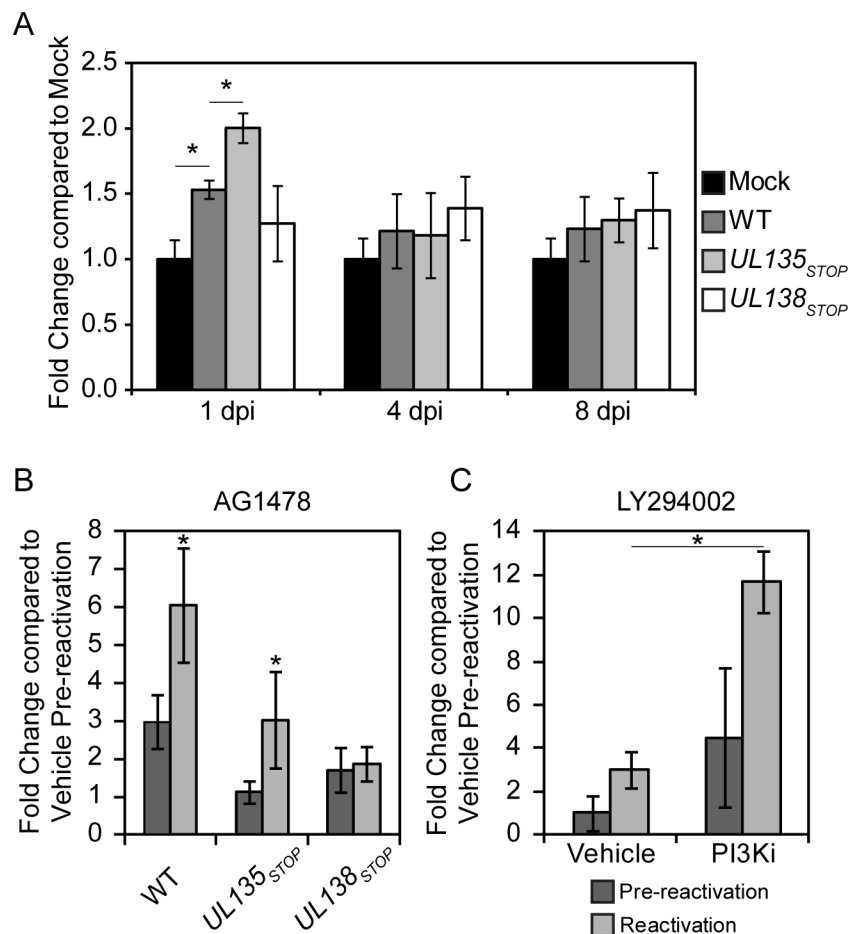 A
Fold Change compared to Mock
2.5
2.0
1.5
1.0
0.5
0.0
* *
1 dpi 4 dpi 8 dpi
Mock
WT
UL135STOP
UL138STOP
B
AG1478
Fold Change compared to
Vehicle Pre-reactivation
8
7
6
5
4
3
2
1
0
*
*
WT UL135STOP UL138STOP
C
LY294002
Fold Change compared to
Vehicle Pre-reactivation
14
12
10
8
6
4
2
0
*
Vehicle PI3Ki
Pre-reactivation
Reactivation